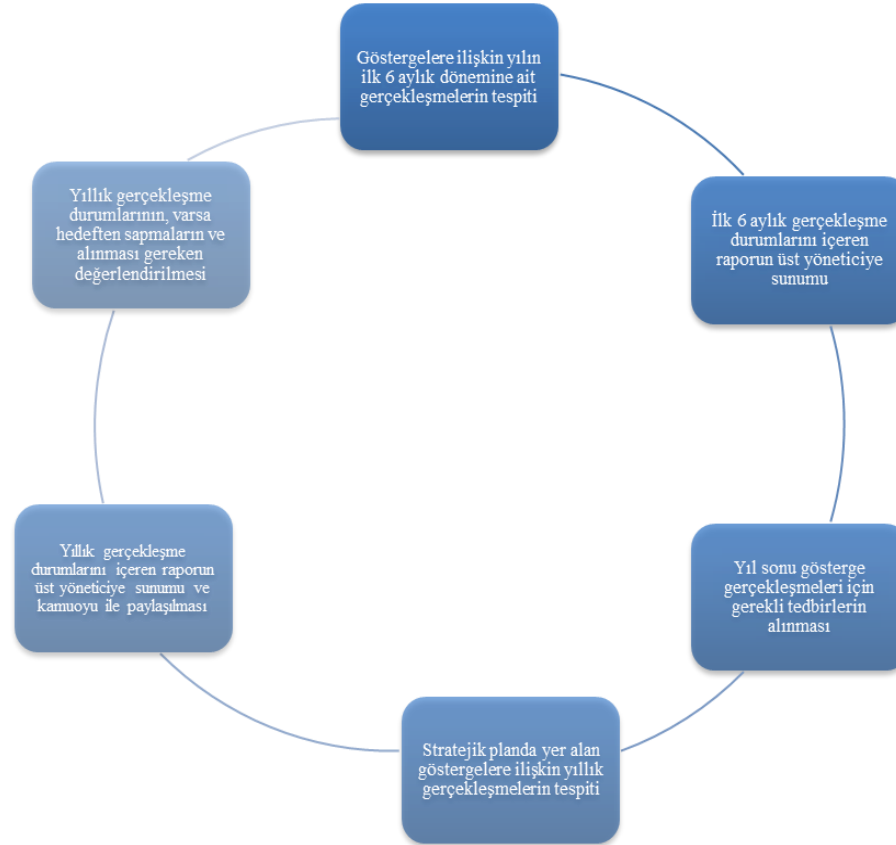 Göstergelere ilişkin yılın
ilk 6 aylık dönemine ait
gerçekleşmelerin tespiti
İlk 6 aylık gerçekleşme
durumlarını içeren
raporun üst yöneticiye
sunumu
Yıl sonu gösterge
gerçekleşmeleri için
gerekli tedbirlerin
alınması
Stratejik planda yer alan
göstergelere ilişkin yıllık
gerçekleşmelerin tespiti
Yıllık gerçekleşme
durumlarını içeren raporun
üst yöneticiye sunumu ve
kamuoyu ile paylaşılması
Yıllık gerçekleşme
durumlarının, varsa
hedeften sapmaların ve
alınması gereken
değerlendirilmesi